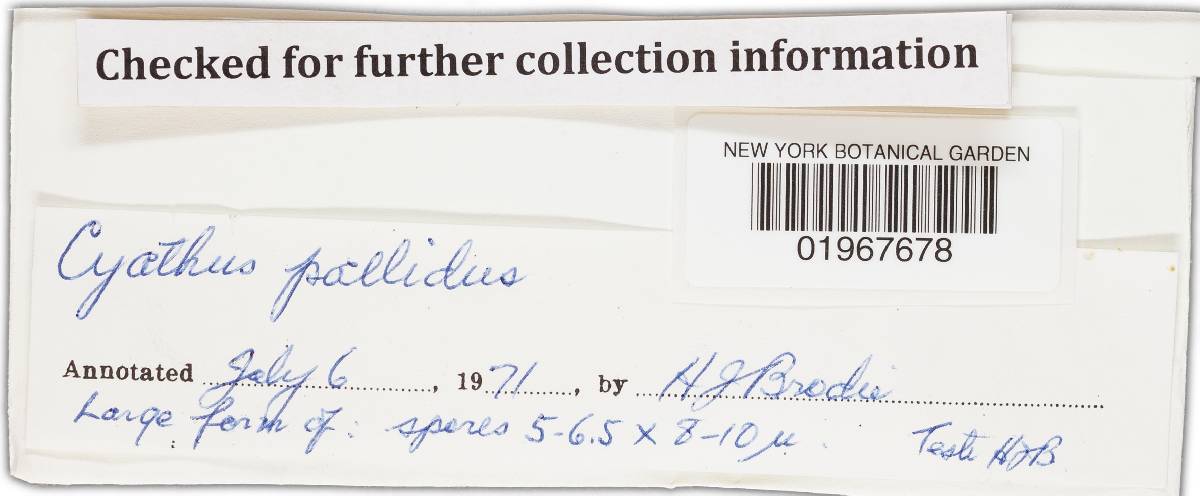 Checked for further collection information
NEW YORK BOTANICAL GARDEN
01967678
Cyathus pallidus
Annotated July 6, 1971, by HJ Brodie
Large form of: spores 5-6.5 x 8-10 µ. Teste HJB